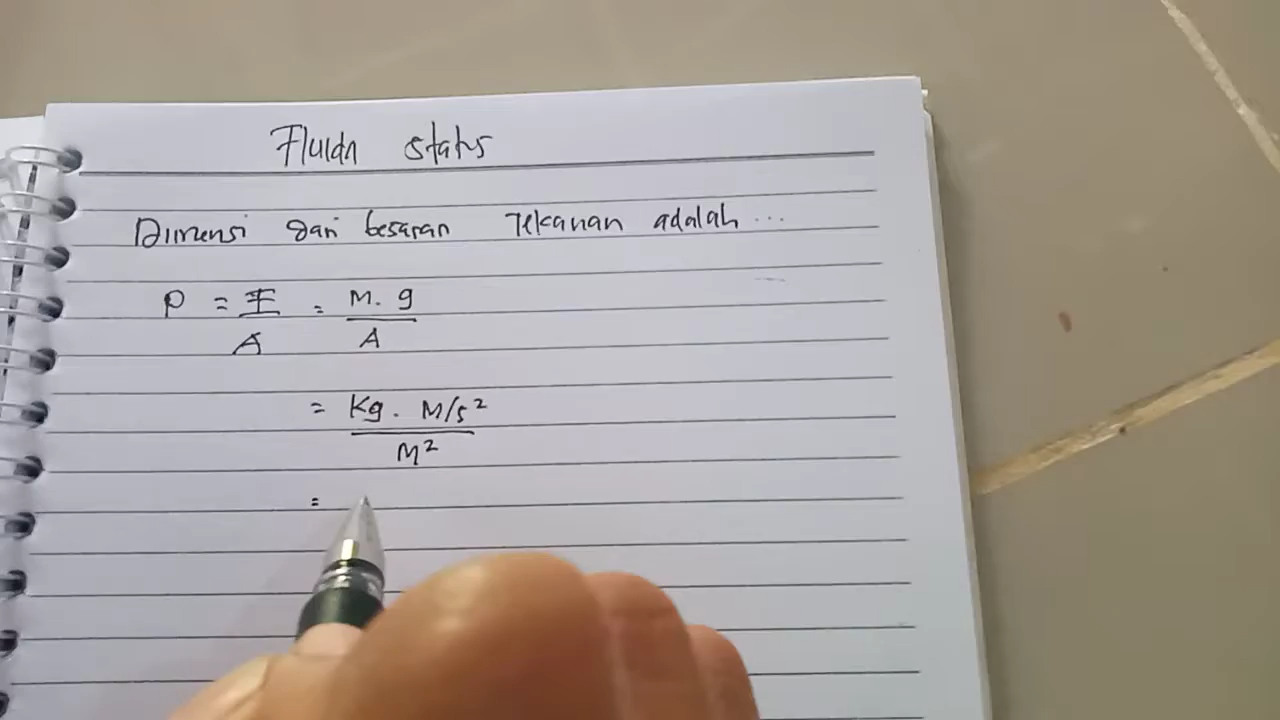 Fluida statis
Dimensi dari besaran Tekanan adalah ...
P = F/A = M. g/A
= Kg. M/s²/M²
=